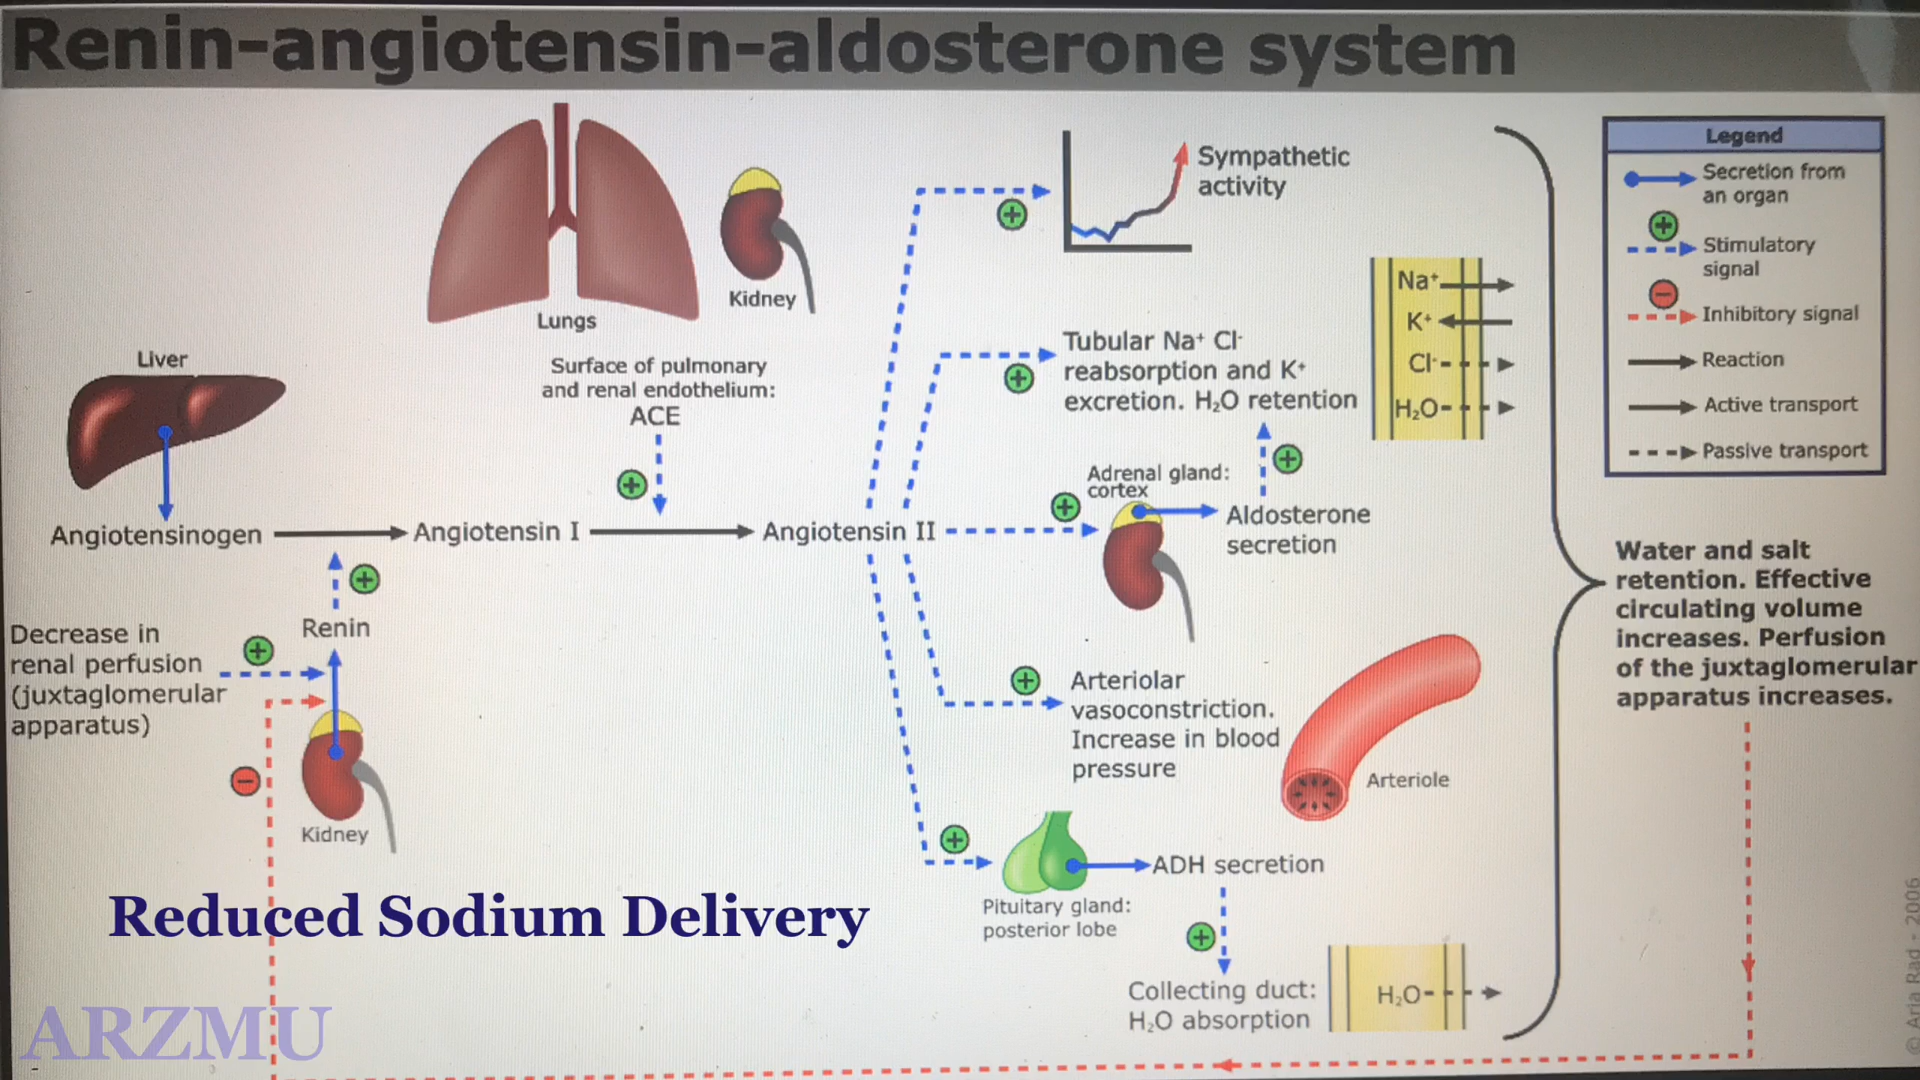 Renin-angiotensin-aldosterone system
Legend
Secretion from
an organ
Stimulatory
signal
Inhibitory signal
Reaction
Active transport
Passive transport
Lungs
Kidney
Liver
Surface of pulmonary
and renal endothelium:
ACE
Angiotensinogen
Angiotensin I
Angiotensin II
Renin
Decrease in
renal perfusion
(juxtaglomerular
apparatus)
Kidney
Sympathetic
activity
Tubular Na+ Cl-
reabsorption and K+
excretion. H₂O retention
Na+
K+
Cl-
H₂O
Adrenal gland:
cortex
Aldosterone
secretion
Arteriolar
vasoconstriction.
Increase in blood
pressure
Arteriole
Pituitary gland:
posterior lobe
ADH secretion
Collecting duct:
H₂O absorption
H₂O
Water and salt
retention. Effective
circulating volume
increases. Perfusion
of the juxtaglomerular
apparatus increases.
Reduced Sodium Delivery
ARZMU
© Aria Rad - 2006